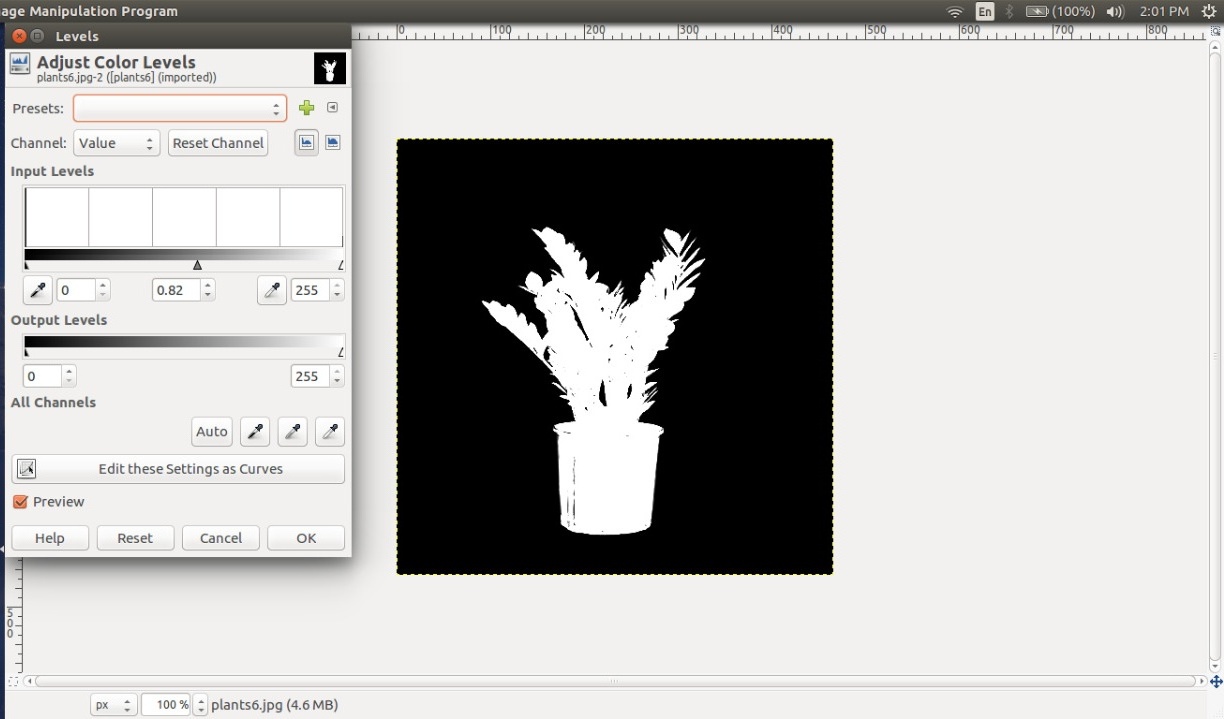 age Manipulation Program
En
(100%)
2:01 PM
Levels
0 100 200 300 400 500 600 700 800
Adjust Color Levels
plants6.jpg-2 ([plants6] (imported))
Presets:
Channel: Value Reset Channel
Input Levels
0 0.82 255
Output Levels
0 255
All Channels
Auto
Edit these Settings as Curves
Preview
Help Reset Cancel OK
500
px 100 % plants6.jpg (4.6 MB)